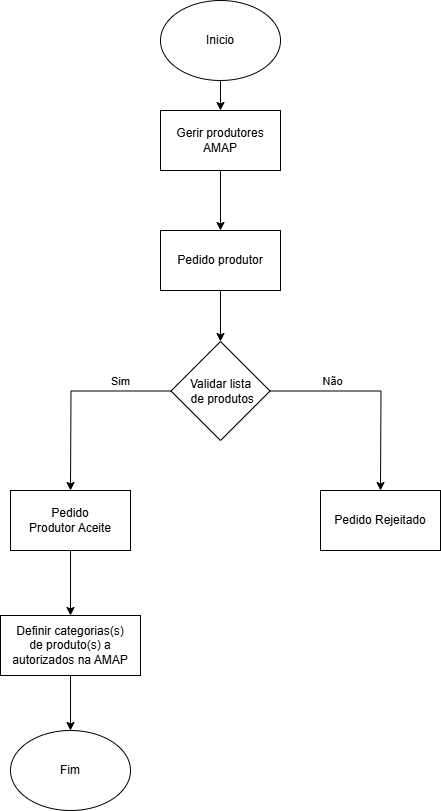 Inicio
Gerir produtores
AMAP
Pedido produtor
Validar lista
de produtos
Sim
Não
Pedido
Produtor Aceite
Pedido Rejeitado
Definir categorias(s)
de produto(s) a
autorizados na AMAP
Fim